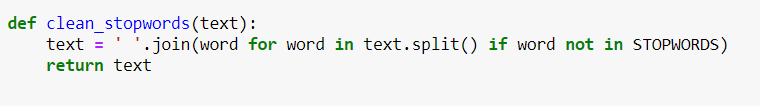 def clean_stopwords(text):
    text = ' '.join(word for word in text.split() if word not in STOPWORDS)
    return text